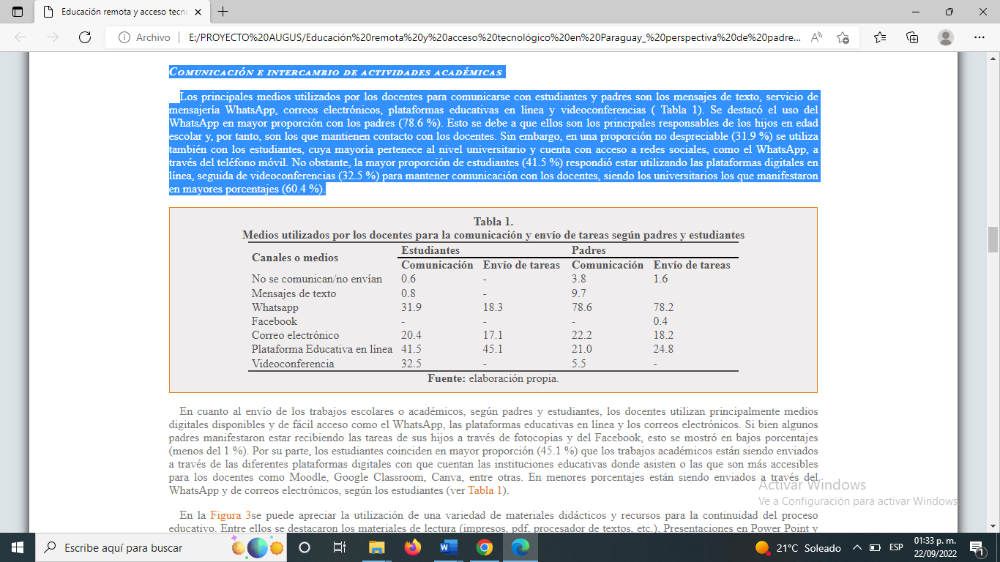 Educación remota y acceso tecno
Archivo
E:/PROYECTO%20AUGUS/Educación%20remota%20y%20acceso%20tecnológico%20en%20Paraguay_%20perspectiva%20de%20padre...
COMUNICACIÓN E INTERCAMBIO DE ACTIVIDADES ACADÉMICAS
Los principales medios utilizados por los docentes para comunicarse con estudiantes y padres son los mensajes de texto, servicio de
mensajería WhatsApp, correos electrónicos, plataformas educativas en línea y videoconferencias ( Tabla 1). Se destacó el uso del
WhatsApp en mayor proporción con los padres (78.6 %). Esto se debe a que ellos son los principales responsables de los hijos en edad
escolar y, por tanto, son los que mantienen contacto con los docentes. Sin embargo, en una proporción no despreciable (31.9 %) se utiliza
también con los estudiantes, cuya mayoría pertenece al nivel universitario y cuenta con acceso a redes sociales, como el WhatsApp, a
través del teléfono móvil. No obstante, la mayor proporción de estudiantes (41.5 %) respondió estar utilizando las plataformas digitales en
línea, seguida de videoconferencias (32.5 %) para mantener comunicación con los docentes, siendo los universitarios los que manifestaron
en mayores porcentajes (60.4 %).
Tabla 1.
Medios utilizados por los docentes para la comunicación y envío de tareas según padres y estudiantes
Canales o medios Estudiantes Padres
Comunicación Envío de tareas Comunicación Envío de tareas
No se comunican/no envían 0.6 - 3.8 1.6
Mensajes de texto 0.8 - 9.7
Whatsapp 31.9 18.3 78.6 78.2
Facebook - - - 0.4
Correo electrónico 20.4 17.1 22.2 18.2
Plataforma Educativa en línea 41.5 45.1 21.0 24.8
Videoconferencia 32.5 - 5.5 -
Fuente: elaboración propia.
En cuanto al envío de los trabajos escolares o académicos, según padres y estudiantes, los docentes utilizan principalmente medios
digitales disponibles y de fácil acceso como el WhatsApp, las plataformas educativas en línea y los correos electrónicos. Si bien algunos
padres manifestaron estar recibiendo las tareas de sus hijos a través de fotocopias y del Facebook, esto se mostró en bajos porcentajes
(menos del 1 %). Por su parte, los estudiantes coinciden en mayor proporción (45.1 %) que los trabajos académicos están siendo enviados
a través de las diferentes plataformas digitales con que cuentan las instituciones educativas donde asisten o las que son más accesibles
para los docentes como Moodle, Google Classroom, Canva, entre otras. En menores porcentajes están siendo enviados a través del
WhatsApp y de correos electrónicos, según los estudiantes (ver Tabla 1).
Activar Windows
Ve a Configuración para activar Windows.
En la Figura 3se puede apreciar la utilización de una variedad de materiales didácticos y recursos para la continuidad del proceso
educativo. Entre ellos se destacaron los materiales de lectura (impresos, pdf, procesador de textos, etc.), Presentaciones en Power Point y
Escribe aquí para buscar
21°C Soleado
ESP
01:33 p. m.
22/09/2022
1